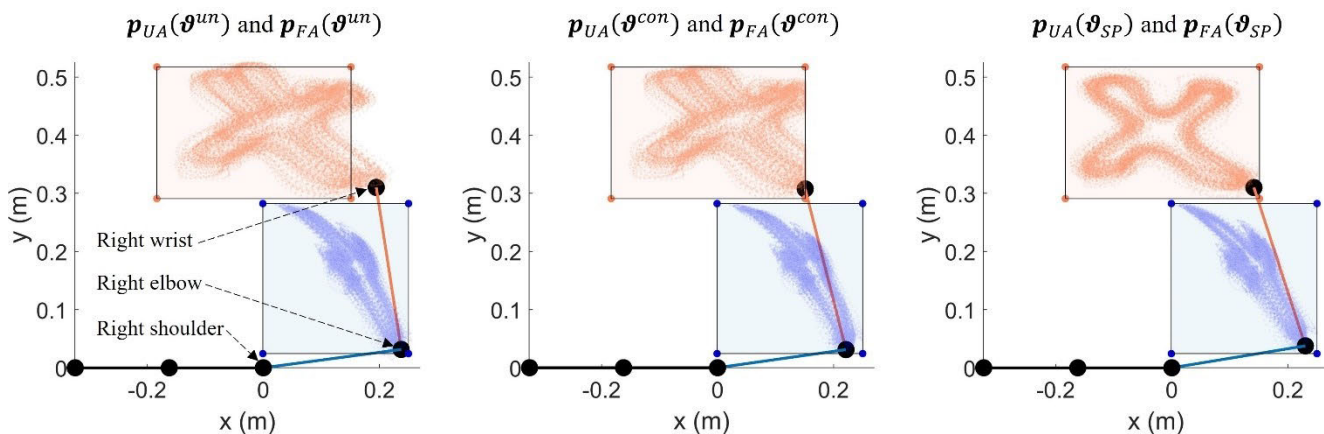 𝒑_UA(𝝑^un) and 𝒑_FA(𝝑^un)
𝒑_UA(𝝑^con) and 𝒑_FA(𝝑^con)
𝒑_UA(𝝑_SP) and 𝒑_FA(𝝑_SP)
0.5
0.4
0.3
0.2
0.1
0
y (m)
Right wrist
Right elbow
Right shoulder
-0.2
0
0.2
x (m)
0.5
0.4
0.3
0.2
0.1
0
y (m)
-0.2
0
0.2
x (m)
0.5
0.4
0.3
0.2
0.1
0
y (m)
-0.2
0
0.2
x (m)